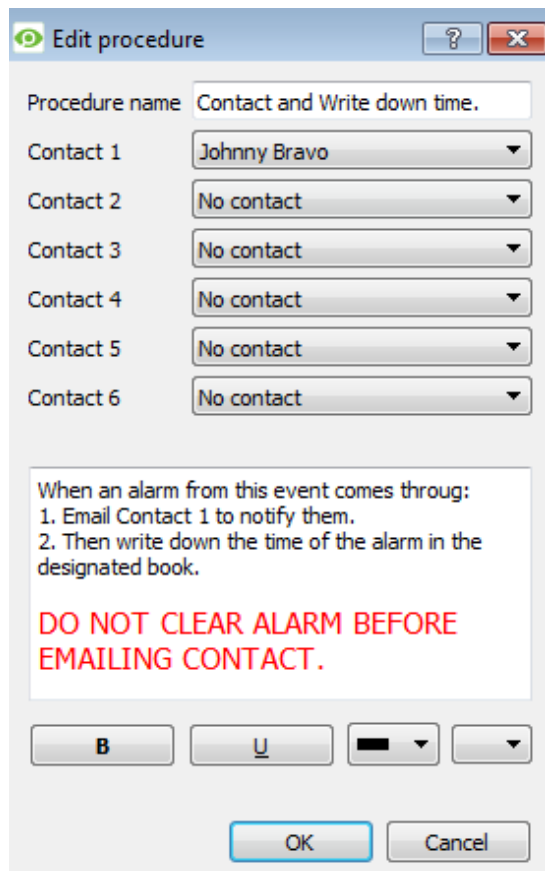 Edit procedure
?
Procedure name Contact and Write down time.
Contact 1 Johnny Bravo
Contact 2 No contact
Contact 3 No contact
Contact 4 No contact
Contact 5 No contact
Contact 6 No contact
When an alarm from this event comes throug:
1. Email Contact 1 to notify them.
2. Then write down the time of the alarm in the
designated book.
DO NOT CLEAR ALARM BEFORE
EMAILING CONTACT.
B U
OK Cancel